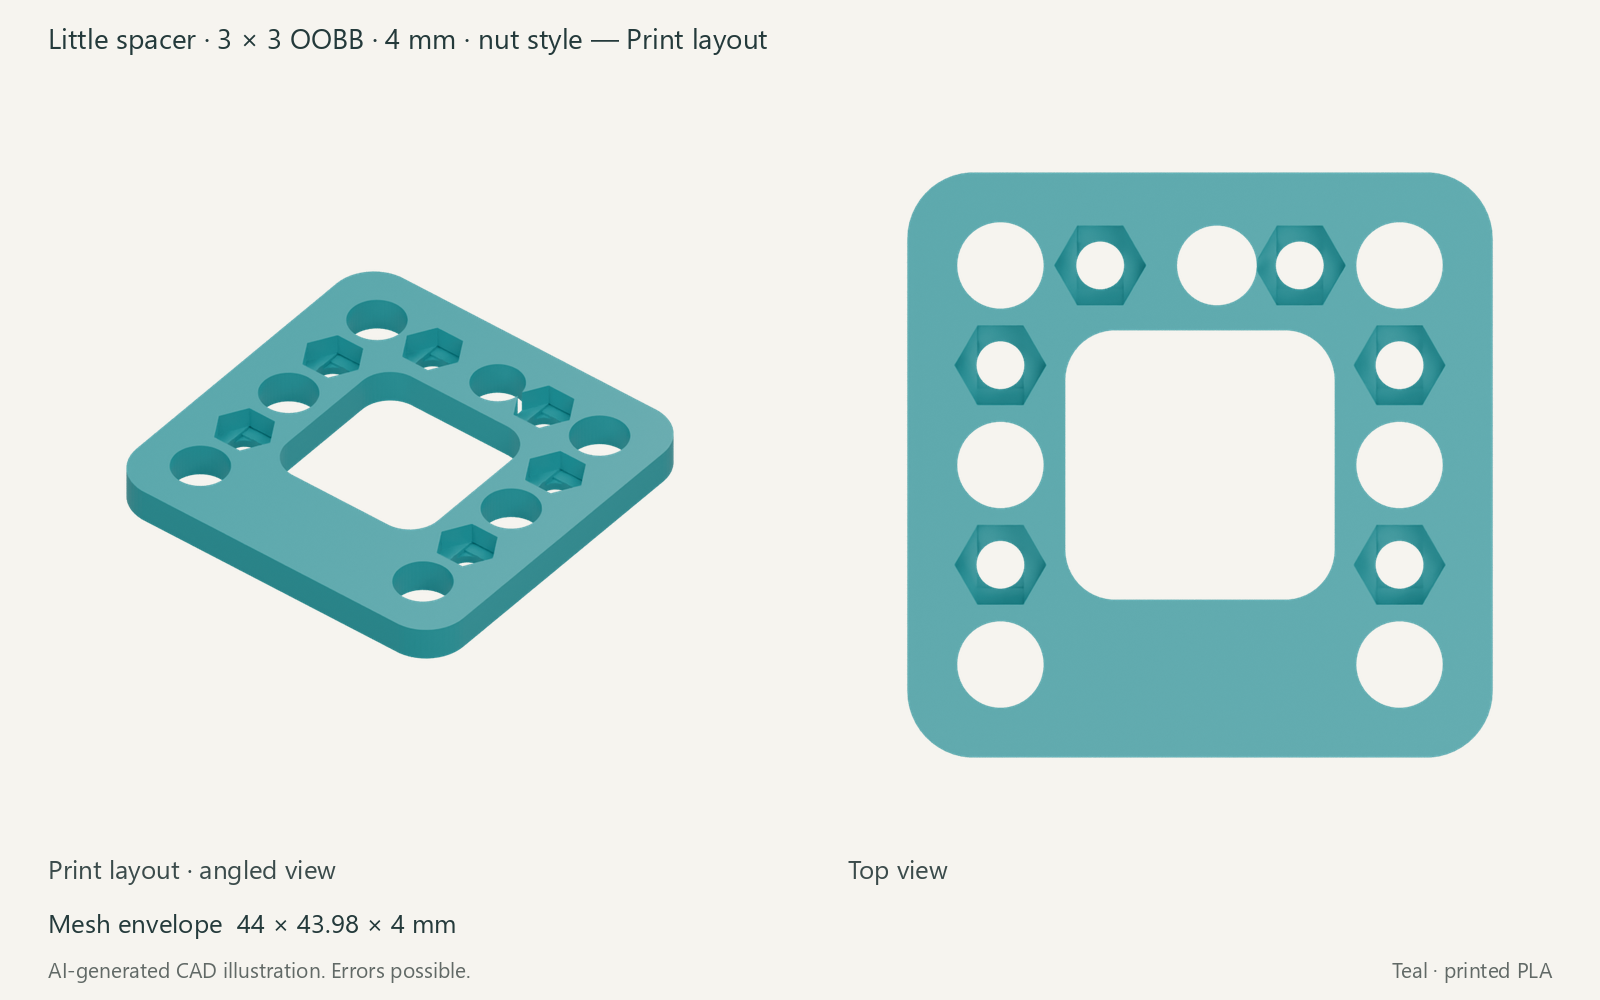 Little spacer · 3 × 3 OOBB · 4 mm · nut style — Print layout
Print layout · angled view
Top view
Mesh envelope 44 × 43.98 × 4 mm
AI-generated CAD illustration. Errors possible.
Teal · printed PLA